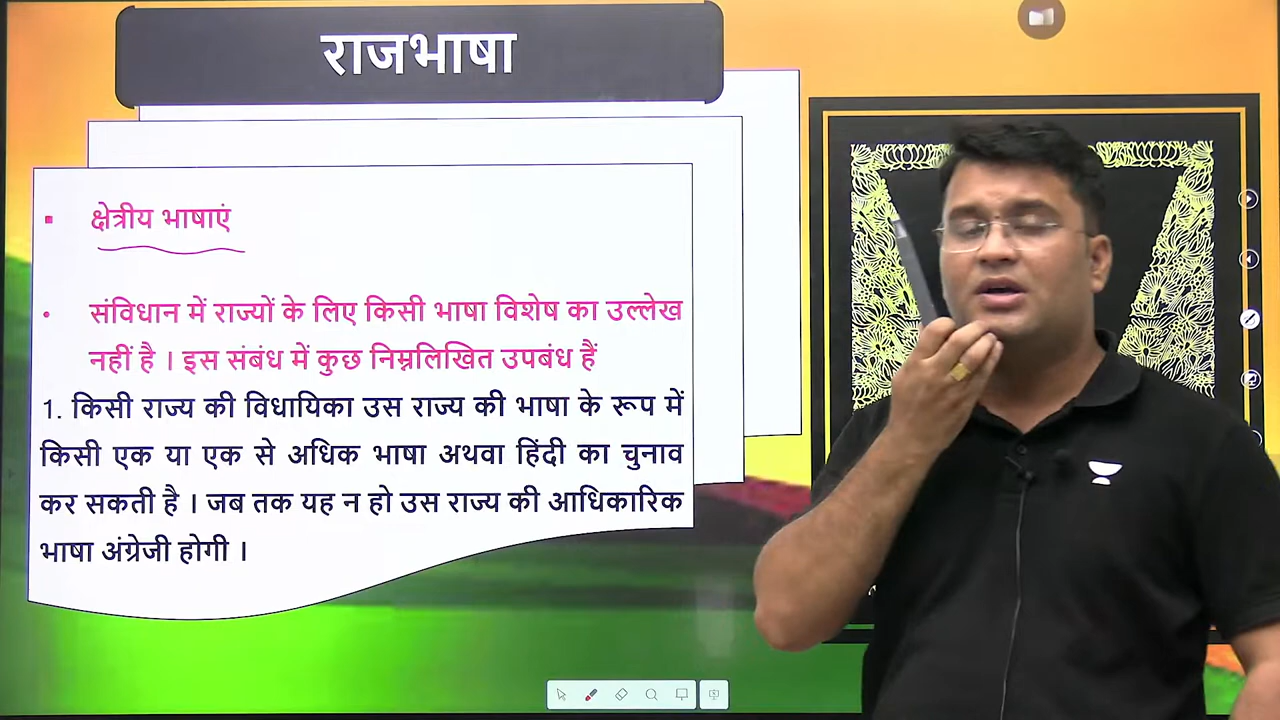 राजभाषा
▪ क्षेत्रीय भाषाएं
• संविधान में राज्यों के लिए किसी भाषा विशेष का उल्लेख
नहीं है । इस संबंध में कुछ निम्नलिखित उपबंध हैं
1. किसी राज्य की विधायिका उस राज्य की भाषा के रूप में
किसी एक या एक से अधिक भाषा अथवा हिंदी का चुनाव
कर सकती है । जब तक यह न हो उस राज्य की आधिकारिक
भाषा अंग्रेजी होगी ।